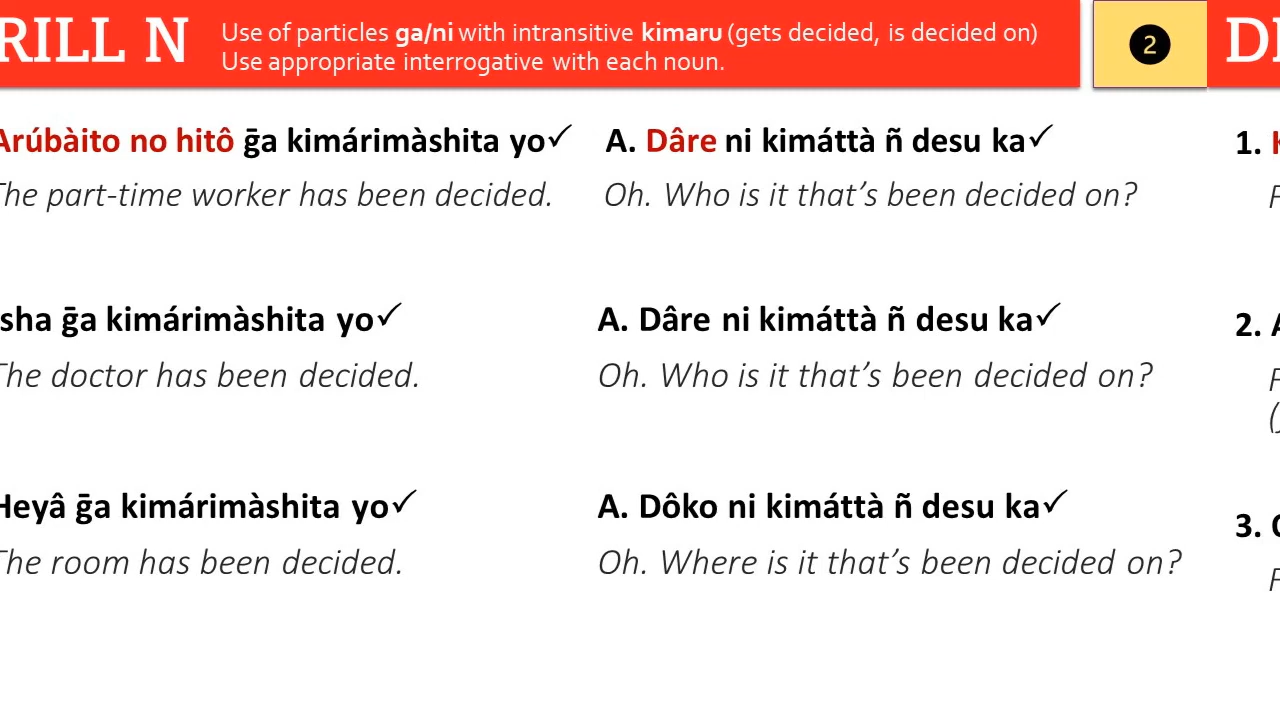 RILL N
Use of particles ga/ni with intransitive kimaru (gets decided, is decided on)
Use appropriate interrogative with each noun.
2
Arúbàito no hitô ḡa kimárimàshita yo✓ A. Dâre ni kimáttà ñ desu ka✓
The part-time worker has been decided. Oh. Who is it that's been decided on?
sha ḡa kimárimàshita yo✓ A. Dâre ni kimáttà ñ desu ka✓
The doctor has been decided. Oh. Who is it that's been decided on?
Heyâ ḡa kimárimàshita yo✓ A. Dôko ni kimáttà ñ desu ka✓
The room has been decided. Oh. Where is it that's been decided on?
1.
2.
3.